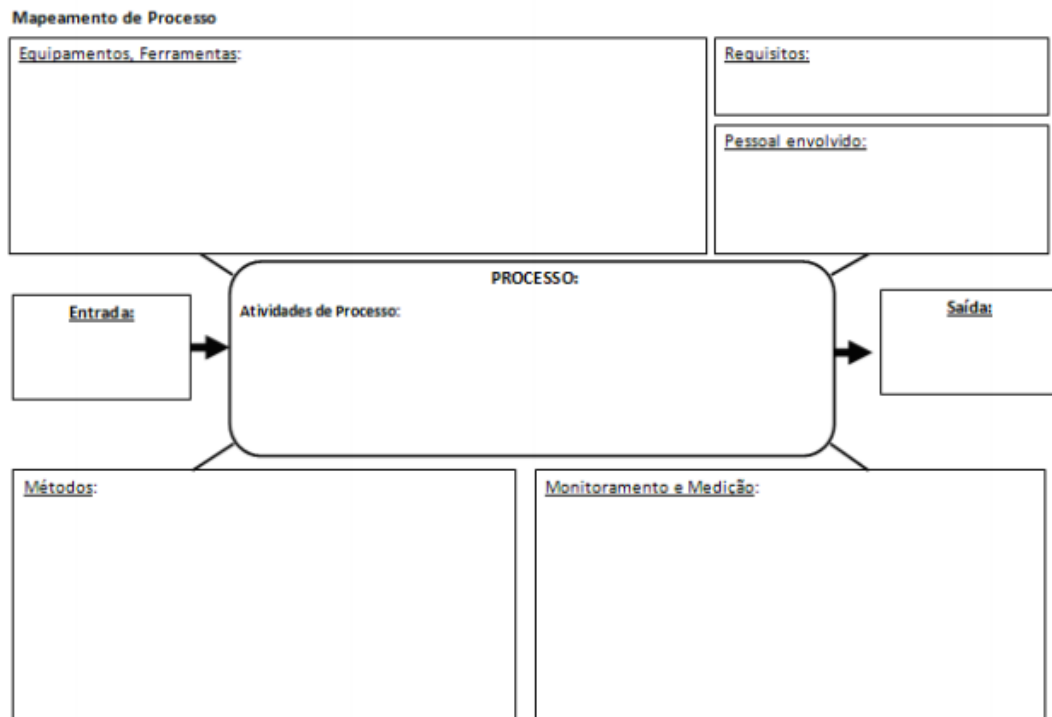 Mapeamento de Processo
Equipamentos, Ferramentas:
Requisitos:
Pessoal envolvido:
PROCESSO:
Entrada:
Atividades de Processo:
Saída:
Métodos:
Monitoramento e Medição: